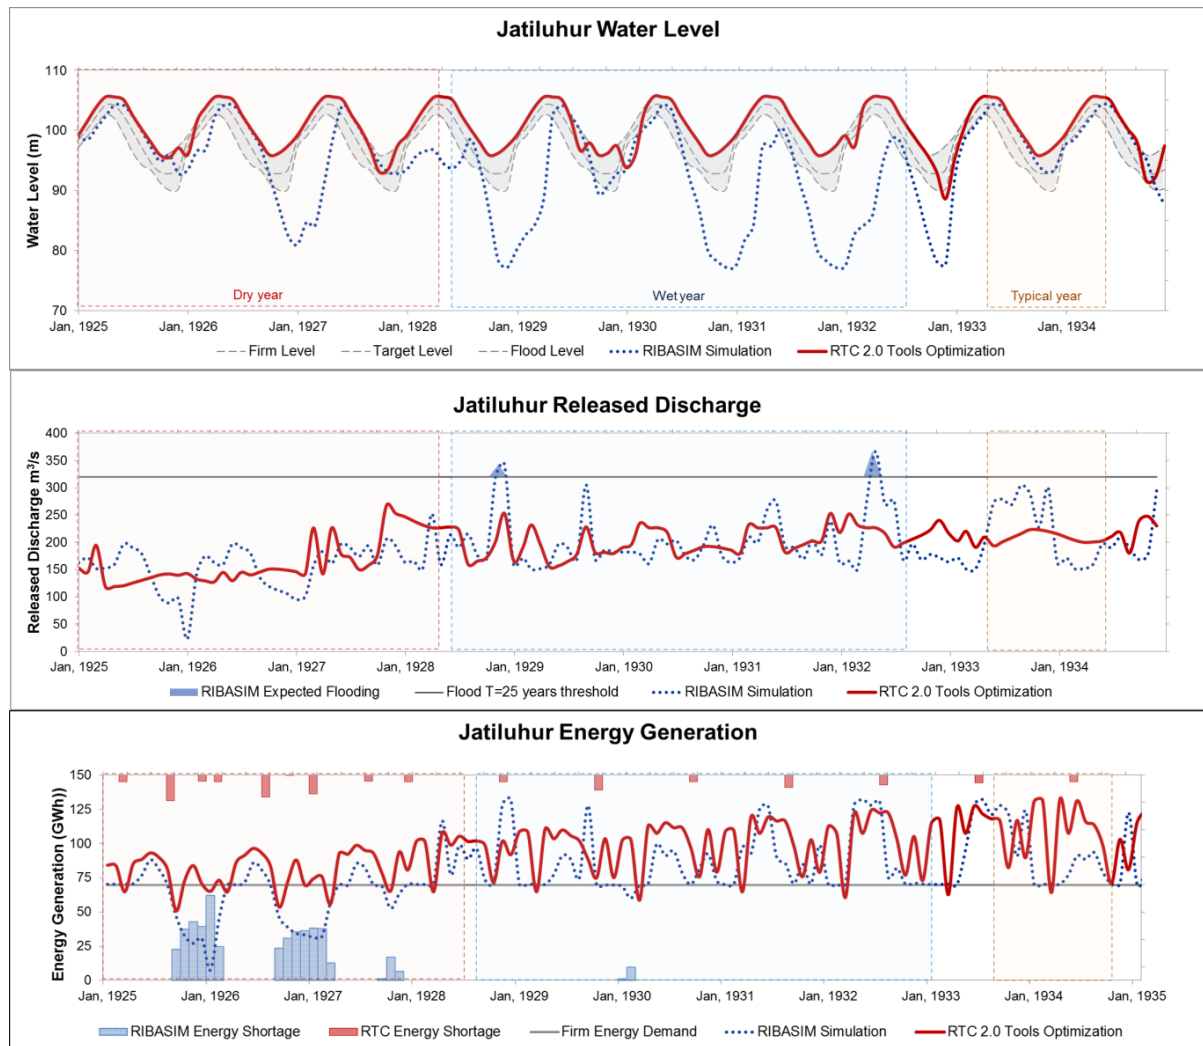 Jatiluhur Water Level
110
100
90
80
70
Water Level (m)
Dry year
Wet year
Typical year
Jan, 1925 Jan, 1926 Jan, 1927 Jan, 1928 Jan, 1929 Jan, 1930 Jan, 1931 Jan, 1932 Jan, 1933 Jan, 1934
Firm Level Target Level Flood Level RIBASIM Simulation RTC 2.0 Tools Optimization
Jatiluhur Released Discharge
400
350
300
250
200
150
100
50
0
Released Discharge m³/s
Jan, 1925 Jan, 1926 Jan, 1927 Jan, 1928 Jan, 1929 Jan, 1930 Jan, 1931 Jan, 1932 Jan, 1933 Jan, 1934
RIBASIM Expected Flooding Flood T=25 years threshold RIBASIM Simulation RTC 2.0 Tools Optimization
Jatiluhur Energy Generation
150
125
100
75
50
25
0
Energy Generation (GWh))
Jan, 1925 Jan, 1926 Jan, 1927 Jan, 1928 Jan, 1929 Jan, 1930 Jan, 1931 Jan, 1932 Jan, 1933 Jan, 1934 Jan, 1935
RIBASIM Energy Shortage RTC Energy Shortage Firm Energy Demand RIBASIM Simulation RTC 2.0 Tools Optimization